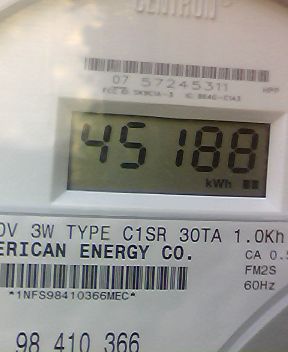 CENTRON
07 57245311
45188
kWh
0V 3W TYPE C1SR 30TA 1.0Kh
ERICAN ENERGY CO.
CA 0.5
FM2S
*1NFS98410366MEC*
60Hz
98 410 366